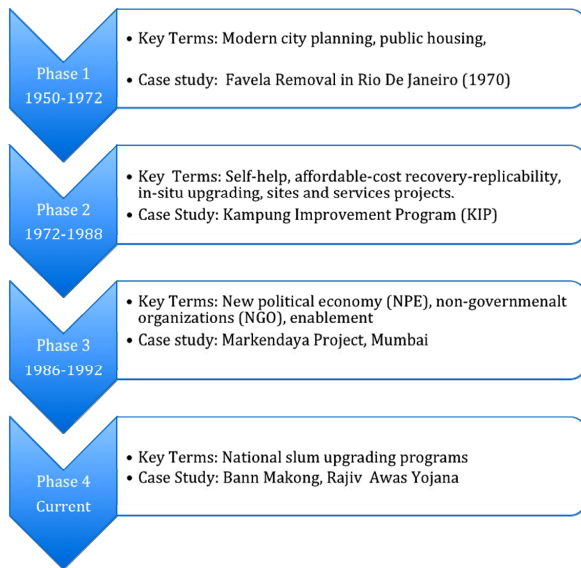 Phase 1
1950-1972
• Key Terms: Modern city planning, public housing,
• Case study: Favela Removal in Rio De Janeiro (1970)
Phase 2
1972-1988
• Key Terms: Self-help, affordable-cost recovery-replicability,
in-situ upgrading, sites and services projects.
• Case Study: Kampung Improvement Program (KIP)
Phase 3
1986-1992
• Key Terms: New political economy (NPE), non-governmenalt
organizations (NGO), enablement
• Case study: Markendaya Project, Mumbai
Phase 4
Current
• Key Terms: National slum upgrading programs
• Case Study: Bann Makong, Rajiv Awas Yojana